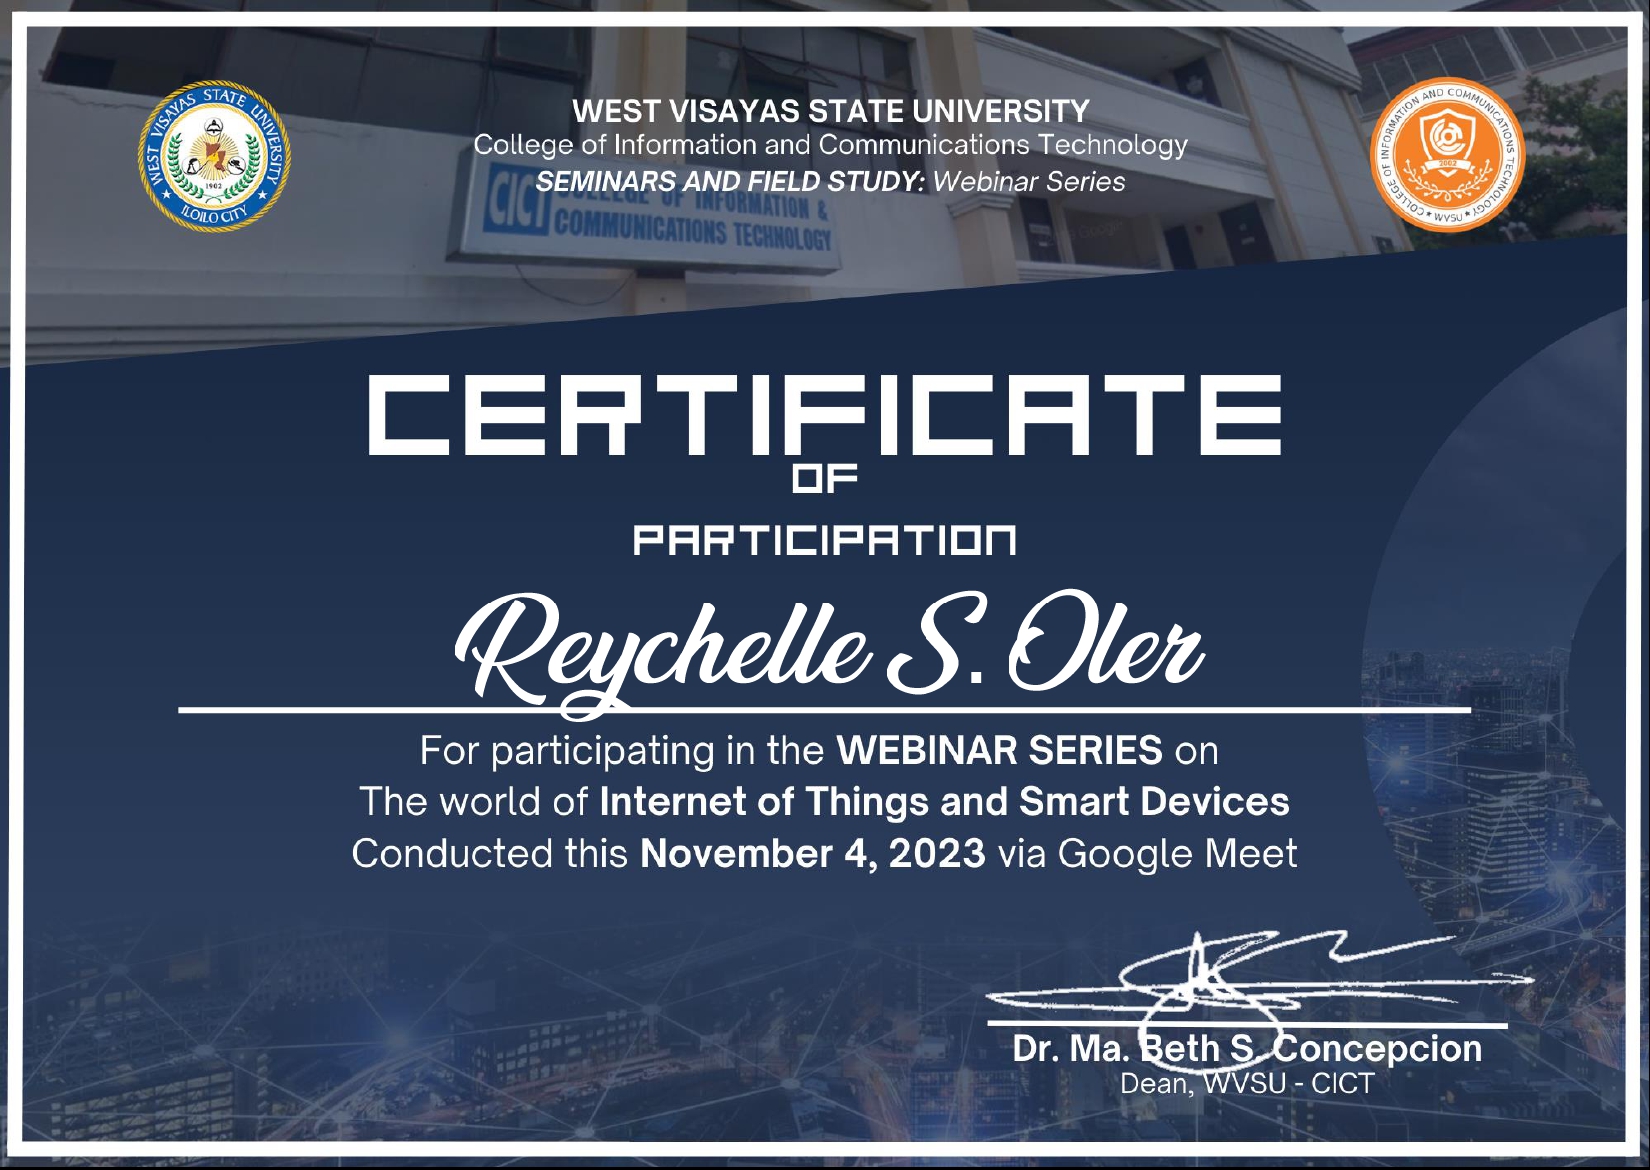 WEST VISAYAS STATE UNIVERSITY
ILOILO CITY
1902
WEST VISAYAS STATE UNIVERSITY
College of Information and Communications Technology
SEMINARS AND FIELD STUDY: Webinar Series
COLLEGE OF INFORMATION AND COMMUNICATIONS TECHNOLOGY
2002
WVSU
CICT COLLEGE OF INFORMATION &
COMMUNICATIONS TECHNOLOGY
CERTIFICATE
OF
PARTICIPATION
Reychelle S. Oler
For participating in the WEBINAR SERIES on
The world of Internet of Things and Smart Devices
Conducted this November 4, 2023 via Google Meet
Dr. Ma. Beth S. Concepcion
Dean, WVSU - CICT